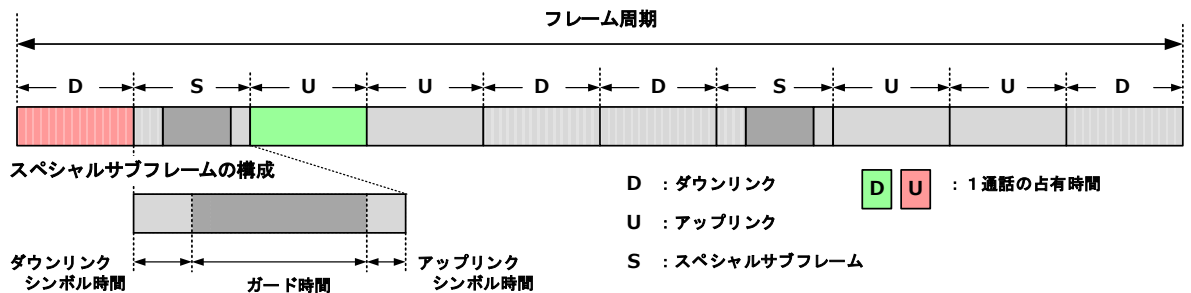 フレーム周期
D S U U D D S U U D
スペシャルサブフレームの構成
D ：ダウンリンク
U ：アップリンク
S ：スペシャルサブフレーム
D U ：１通話の占有時間
ダウンリンク
シンボル時間
ガード時間
アップリンク
シンボル時間